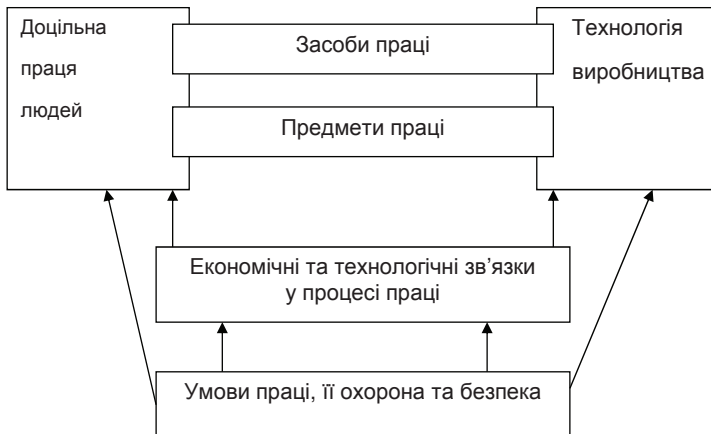 Доцільна
праця
людей
Засоби праці
Предмети праці
Технологія
виробництва
Економічні та технологічні зв’язки
у процесі праці
Умови праці, її охорона та безпека